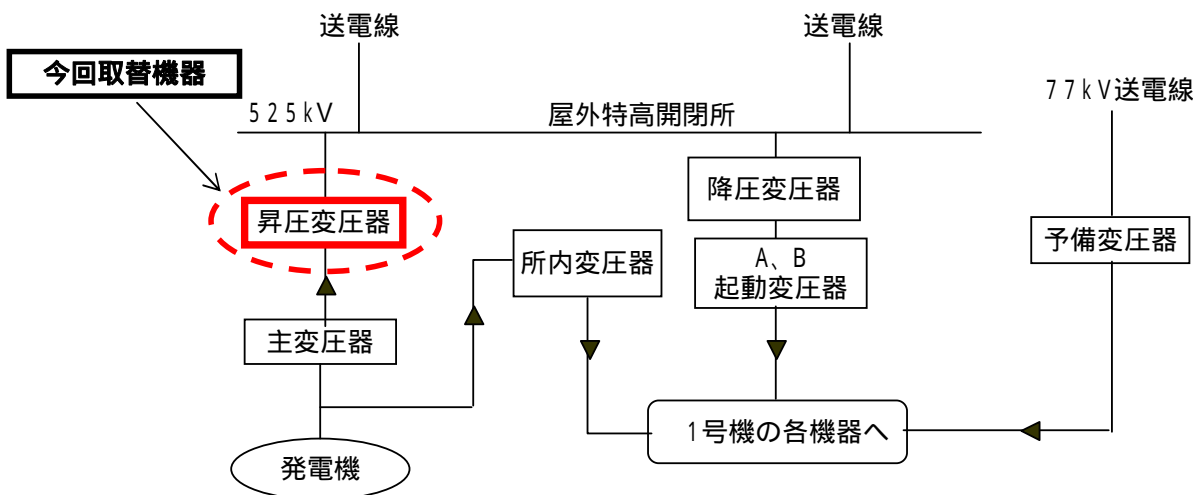 送電線
送電線
今回取替機器
77kV送電線
525kV
屋外特高開閉所
降圧変圧器
昇圧変圧器
予備変圧器
所内変圧器
A、B
起動変圧器
主変圧器
1号機の各機器へ
発電機